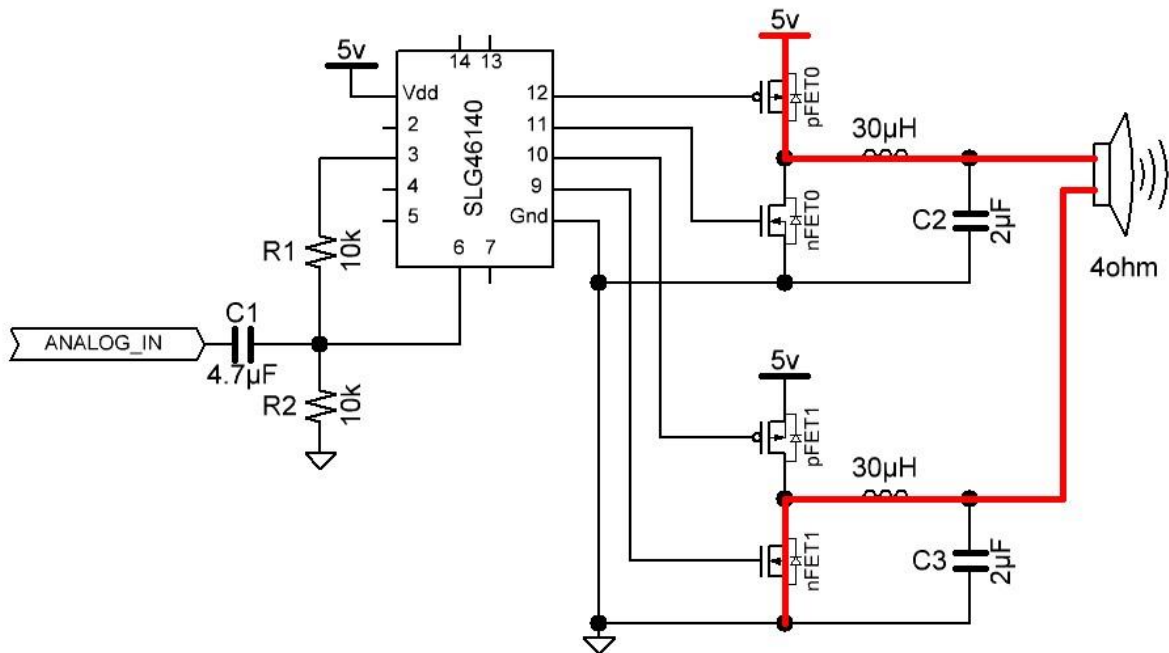 5v
14
13
Vdd
2
3
4
5
6
7
SLG46140
12
11
10
9
Gnd
R1
10k
ANALOG_IN
C1
4.7µF
R2
10k
5v
pFET0
30µH
nFET0
C2
2µF
4ohm
5v
pFET1
30µH
nFET1
C3
2µF